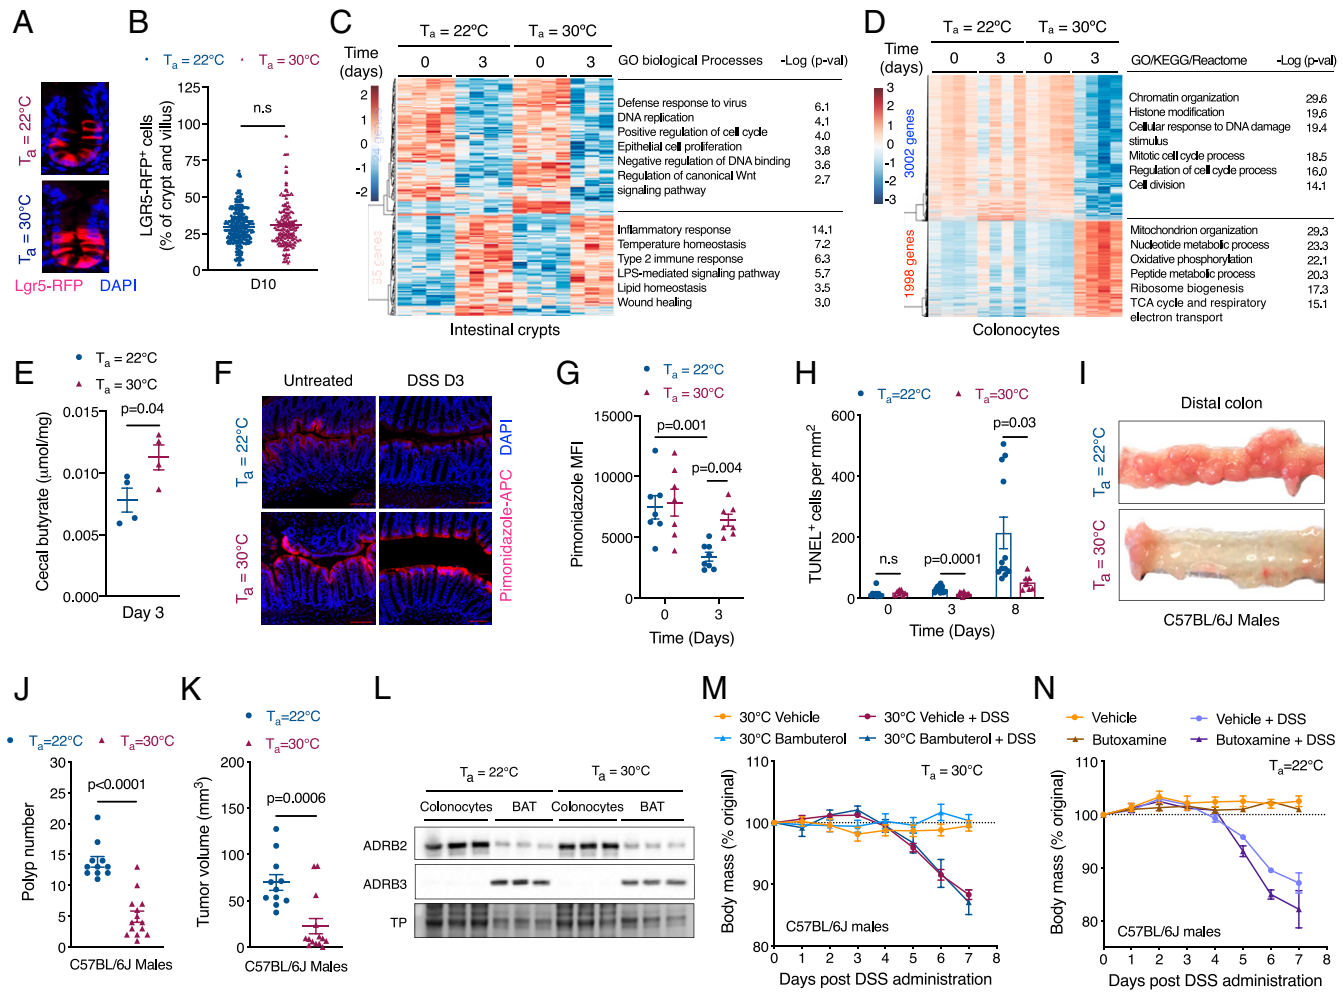 A
Ta = 22°C
Ta = 30°C
Lgr5-RFP DAPI
B
Ta = 22°C Ta = 30°C
LGR5-RFP+ cells
(% of crypt and villus)
125
100
75
50
25
0
n.s
D10
C
Ta = 22°C Ta = 30°C
Time
(days)
0 3 0 3
GO biological Processes -Log (p-val)
2
1
0
-1
-2
Defense response to virus 6.1
DNA replication 4.1
Positive regulation of cell cycle 4.0
Epithelial cell proliferation 3.8
Negative regulation of DNA binding 3.6
Regulation of canonical Wnt 2.7
signaling pathway
Inflammatory response 14.1
Temperature homeostasis 7.2
Type 2 immune response 6.3
LPS-mediated signaling pathway 5.7
Lipid homeostasis 3.5
Wound healing 3.0
Intestinal crypts
D
Ta = 22°C Ta = 30°C
Time
(days)
0 3 0 3
GO/KEGG/Reactome -Log (p-val)
3
2
1
0
-1
-2
-3
3002 genes
1998 genes
Chromatin organization 29.6
Histone modification 19.6
Cellular response to DNA damage 19.4
stimulus
Mitotic cell cycle process 18.5
Regulation of cell cycle process 16.0
Cell division 14.1
Mitochondrion organization 29.3
Nucleotide metabolic process 23.3
Oxidative phosphorylation 22.1
Peptide metabolic process 20.3
Ribosome biogenesis 17.3
TCA cycle and respiratory 15.1
electron transport
Colonocytes
E
Ta = 22°C
Ta = 30°C
Cecal butyrate (μmol/mg)
0.015
0.010
0.005
0.000
p=0.04
Day 3
F
Untreated DSS D3
Ta = 22°C
Ta = 30°C
Pimonidazole-APC DAPI
G
Ta = 22°C
Ta = 30°C
Pimonidazole MFI
15000
10000
5000
0
p=0.001
p=0.004
0 3
Time (Days)
H
Ta=22°C Ta=30°C
TUNEL+ cells per mm2
600
400
200
0
n.s
p=0.0001
p=0.03
0 3 8
Time (Days)
I
Distal colon
Ta = 22°C
Ta = 30°C
C57BL/6J Males
J
Ta=22°C Ta=30°C
Polyp number
30
25
20
15
10
5
0
p<0.0001
C57BL/6J Males
K
Ta=22°C
Ta=30°C
Tumor volume (mm3)
200
150
100
50
0
p=0.0006
C57BL/6J Males
L
Ta = 22°C Ta = 30°C
Colonocytes BAT Colonocytes BAT
ADRB2
ADRB3
TP
M
30°C Vehicle 30°C Vehicle + DSS
30°C Bambuterol 30°C Bambuterol + DSS
Ta = 30°C
Body mass (% original)
110
100
90
80
C57BL/6J males
0 1 2 3 4 5 6 7 8
Days post DSS administration
N
Vehicle Vehicle + DSS
Butoxamine Butoxamine + DSS
Ta=22°C
Body mass (% original)
110
100
90
80
C57BL/6J males
0 1 2 3 4 5 6 7 8
Days post DSS administration